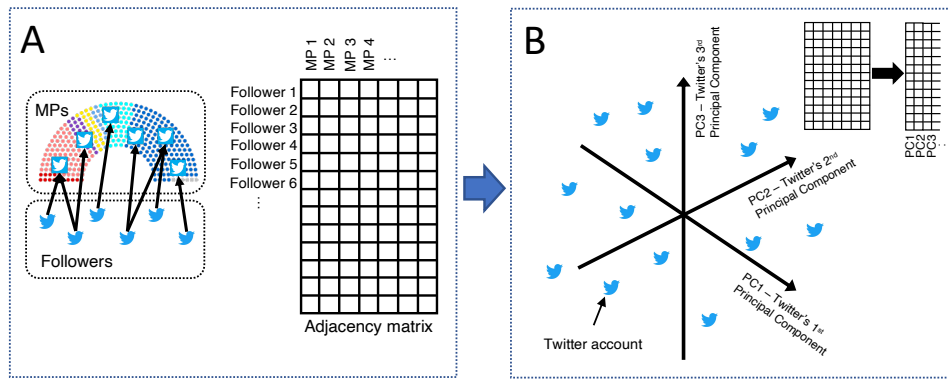 A
MP 1
MP 2
MP 3
MP 4
...
MPs
Follower 1
Follower 2
Follower 3
Follower 4
Follower 5
Follower 6
...
Followers
Adjacency matrix
B
PC3 – Twitter's 3rd
Principal Component
PC2 – Twitter's 2nd
Principal Component
PC1 – Twitter's 1st
Principal Component
Twitter account
PC1
PC2
PC3
...